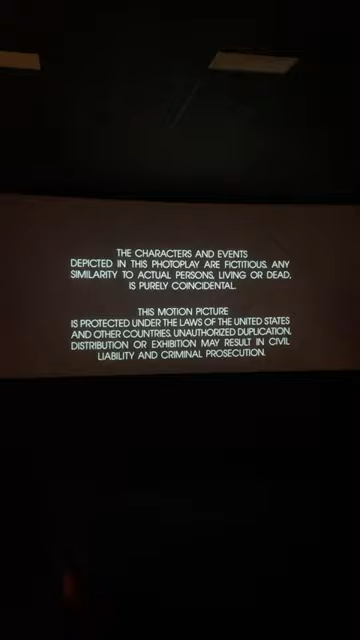 THE CHARACTERS AND EVENTS
DEPICTED IN THIS PHOTOPLAY ARE FICTITIOUS. ANY
SIMILARITY TO ACTUAL PERSONS, LIVING OR DEAD,
IS PURELY COINCIDENTAL.
THIS MOTION PICTURE
IS PROTECTED UNDER THE LAWS OF THE UNITED STATES
AND OTHER COUNTRIES. UNAUTHORIZED DUPLICATION,
DISTRIBUTION OR EXHIBITION MAY RESULT IN CIVIL
LIABILITY AND CRIMINAL PROSECUTION.